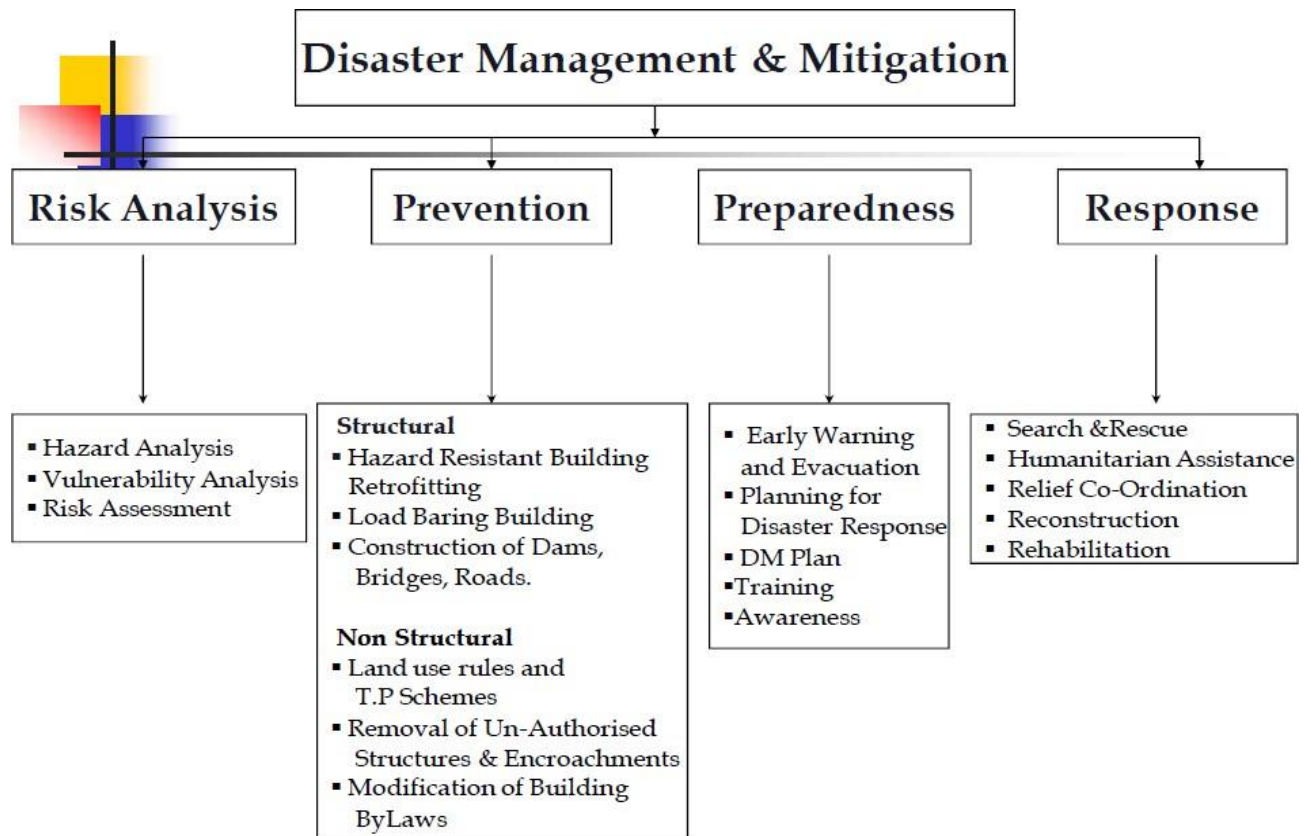 Disaster Management & Mitigation
Risk Analysis
Prevention
Preparedness
Response
▪ Hazard Analysis
▪ Vulnerability Analysis
▪ Risk Assessment
Structural
▪ Hazard Resistant Building
Retrofitting
▪ Load Baring Building
▪ Construction of Dams,
Bridges, Roads.
Non Structural
▪ Land use rules and
T.P Schemes
▪ Removal of Un-Authorised
Structures & Encroachments
▪ Modification of Building
ByLaws
▪ Early Warning
and Evacuation
▪ Planning for
Disaster Response
▪ DM Plan
▪Training
▪Awareness
▪ Search &Rescue
▪ Humanitarian Assistance
▪ Relief Co-Ordination
▪ Reconstruction
▪ Rehabilitation